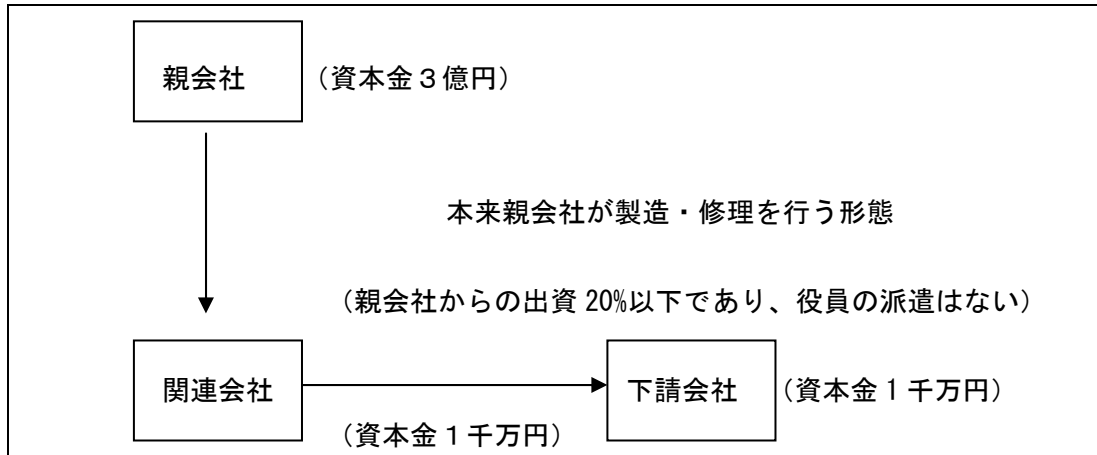 親会社 （資本金３億円）
本来親会社が製造・修理を行う形態
（親会社からの出資 20%以下であり、役員の派遣はない）
関連会社 下請会社 （資本金１千万円）
（資本金１千万円）